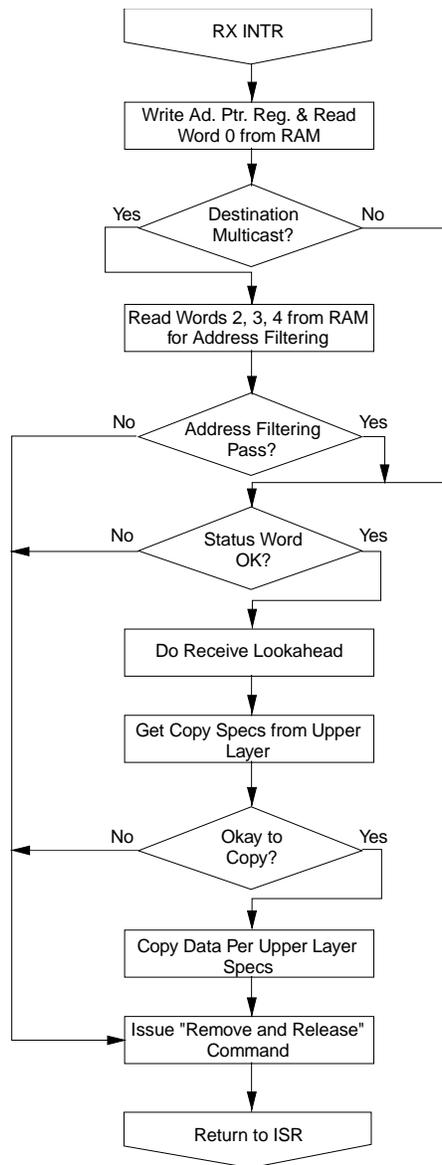 RX INTR
Write Ad. Ptr. Reg. & Read
Word 0 from RAM
Yes
Destination
Multicast?
No
Read Words 2, 3, 4 from RAM
for Address Filtering
No
Address Filtering
Pass?
Yes
No
Status Word
OK?
Yes
Do Receive Lookahead
Get Copy Specs from Upper
Layer
No
Okay to
Copy?
Yes
Copy Data Per Upper Layer
Specs
Issue "Remove and Release"
Command
Return to ISR